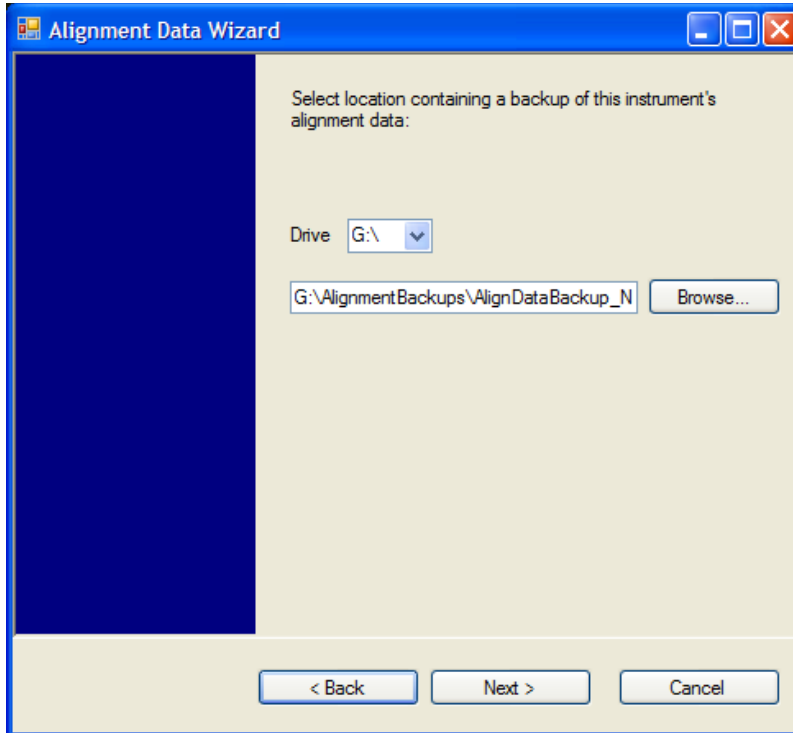 Alignment Data Wizard
Select location containing a backup of this instrument's
alignment data:
Drive G:\
G:\AlignmentBackups\AlignDataBackup_N Browse...
< Back Next > Cancel